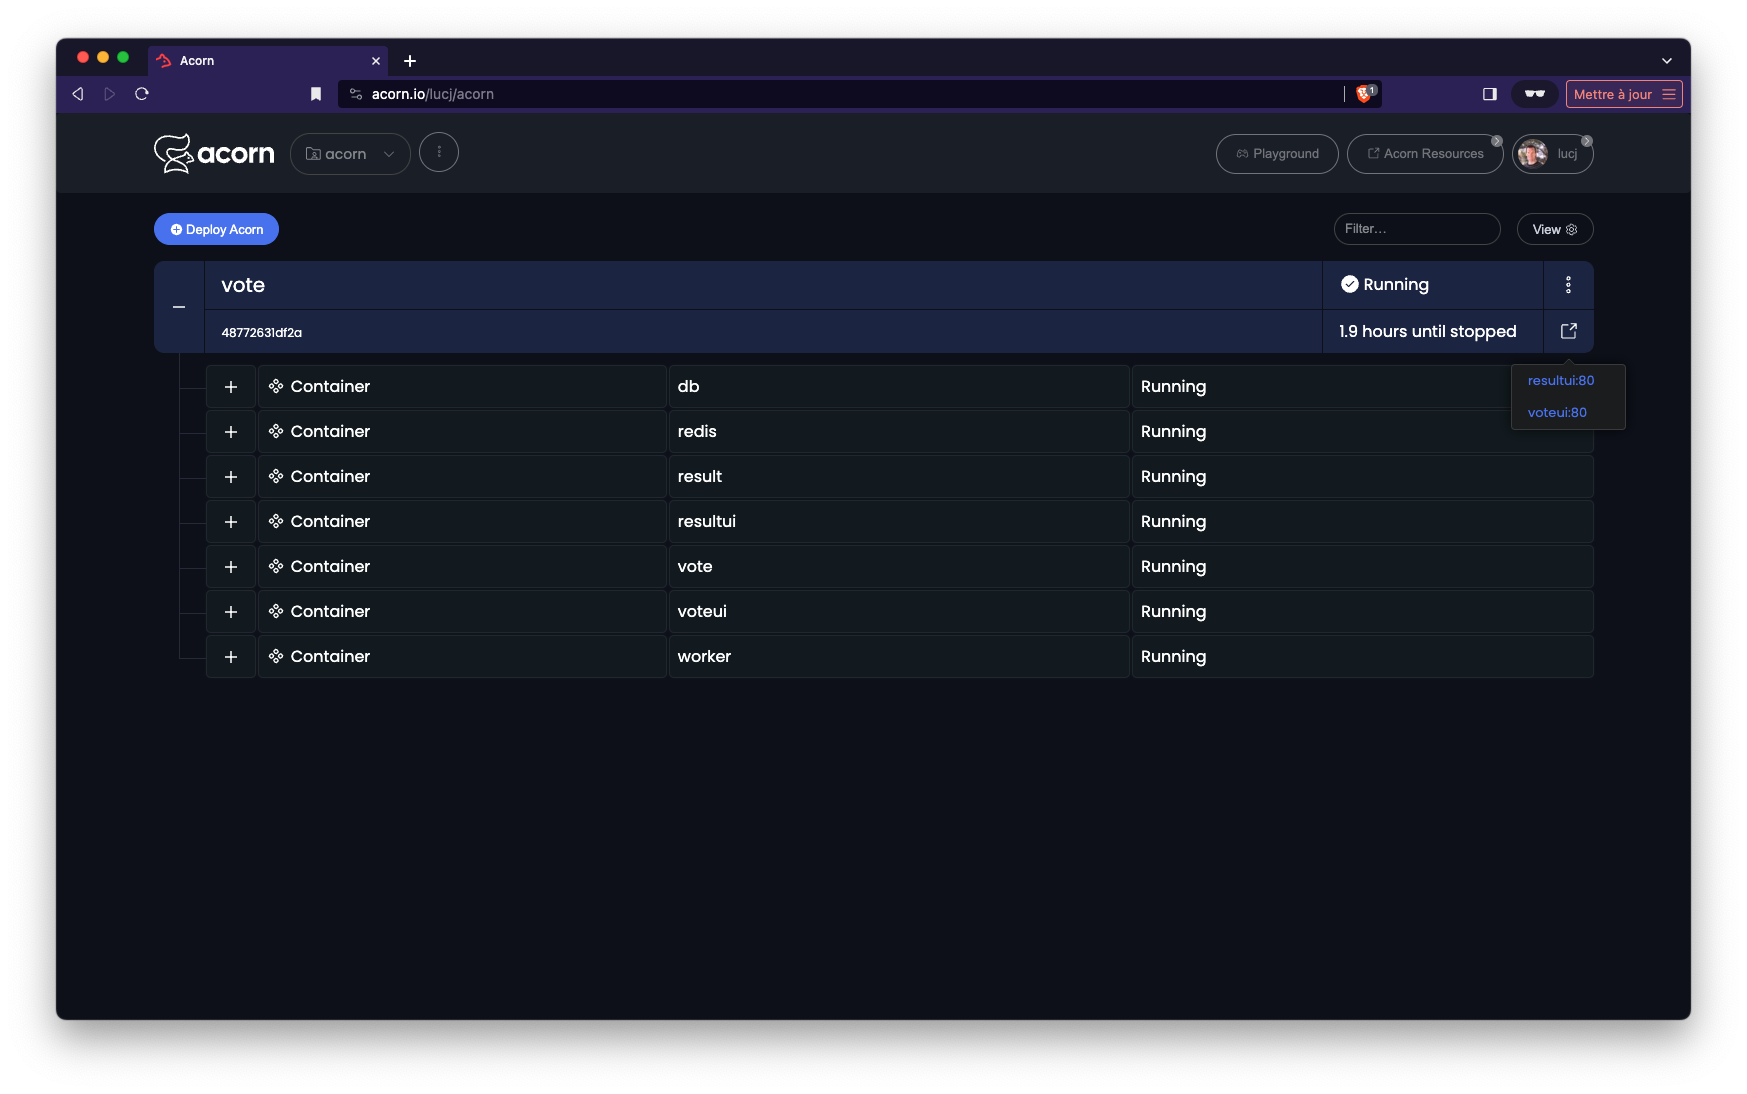 Acorn
acorn.io/lucj/acorn
1
Mettre à jour
acorn
acorn
Playground
Acorn Resources
lucj
Deploy Acorn
Filter...
View
vote
Running
48772631df2a
1.9 hours until stopped
resultui:80
voteui:80
Container db Running
Container redis Running
Container result Running
Container resultui Running
Container vote Running
Container voteui Running
Container worker Running